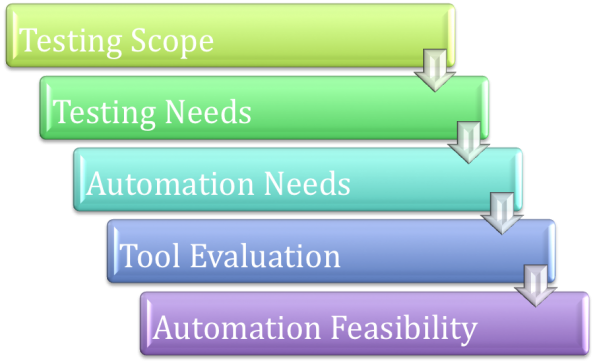 Testing Scope
Testing Needs
Automation Needs
Tool Evaluation
Automation Feasibility